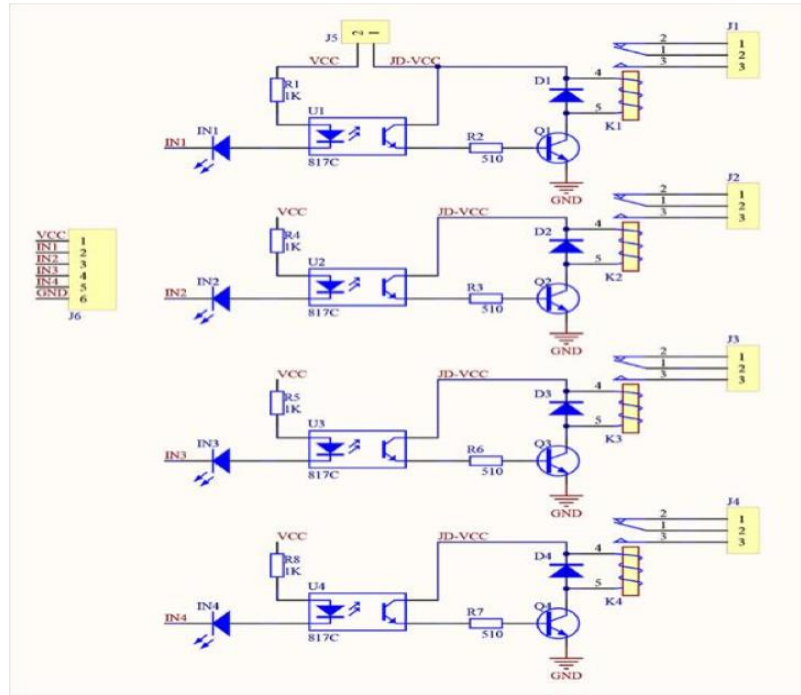 J5
2 1
VCC JD-VCC
R1
1K
U1
817C
IN1
IN1
R2
510
D1
Q1
GND
4
5
K1
J1
2 1
1 2
3 3
VCC
R4
1K
U2
817C
IN2
IN2
JD-VCC
R3
510
D2
Q2
GND
4
5
K2
J2
2 1
1 2
3 3
VCC 1
IN1 2
IN2 3
IN3 4
IN4 5
GND 6
J6
VCC
R5
1K
U3
817C
IN3
IN3
JD-VCC
R6
510
D3
Q3
GND
4
5
K3
J3
2 1
1 2
3 3
VCC
R8
1K
U4
817C
IN4
IN4
JD-VCC
R7
510
D4
Q4
GND
4
5
K4
J4
2 1
1 2
3 3